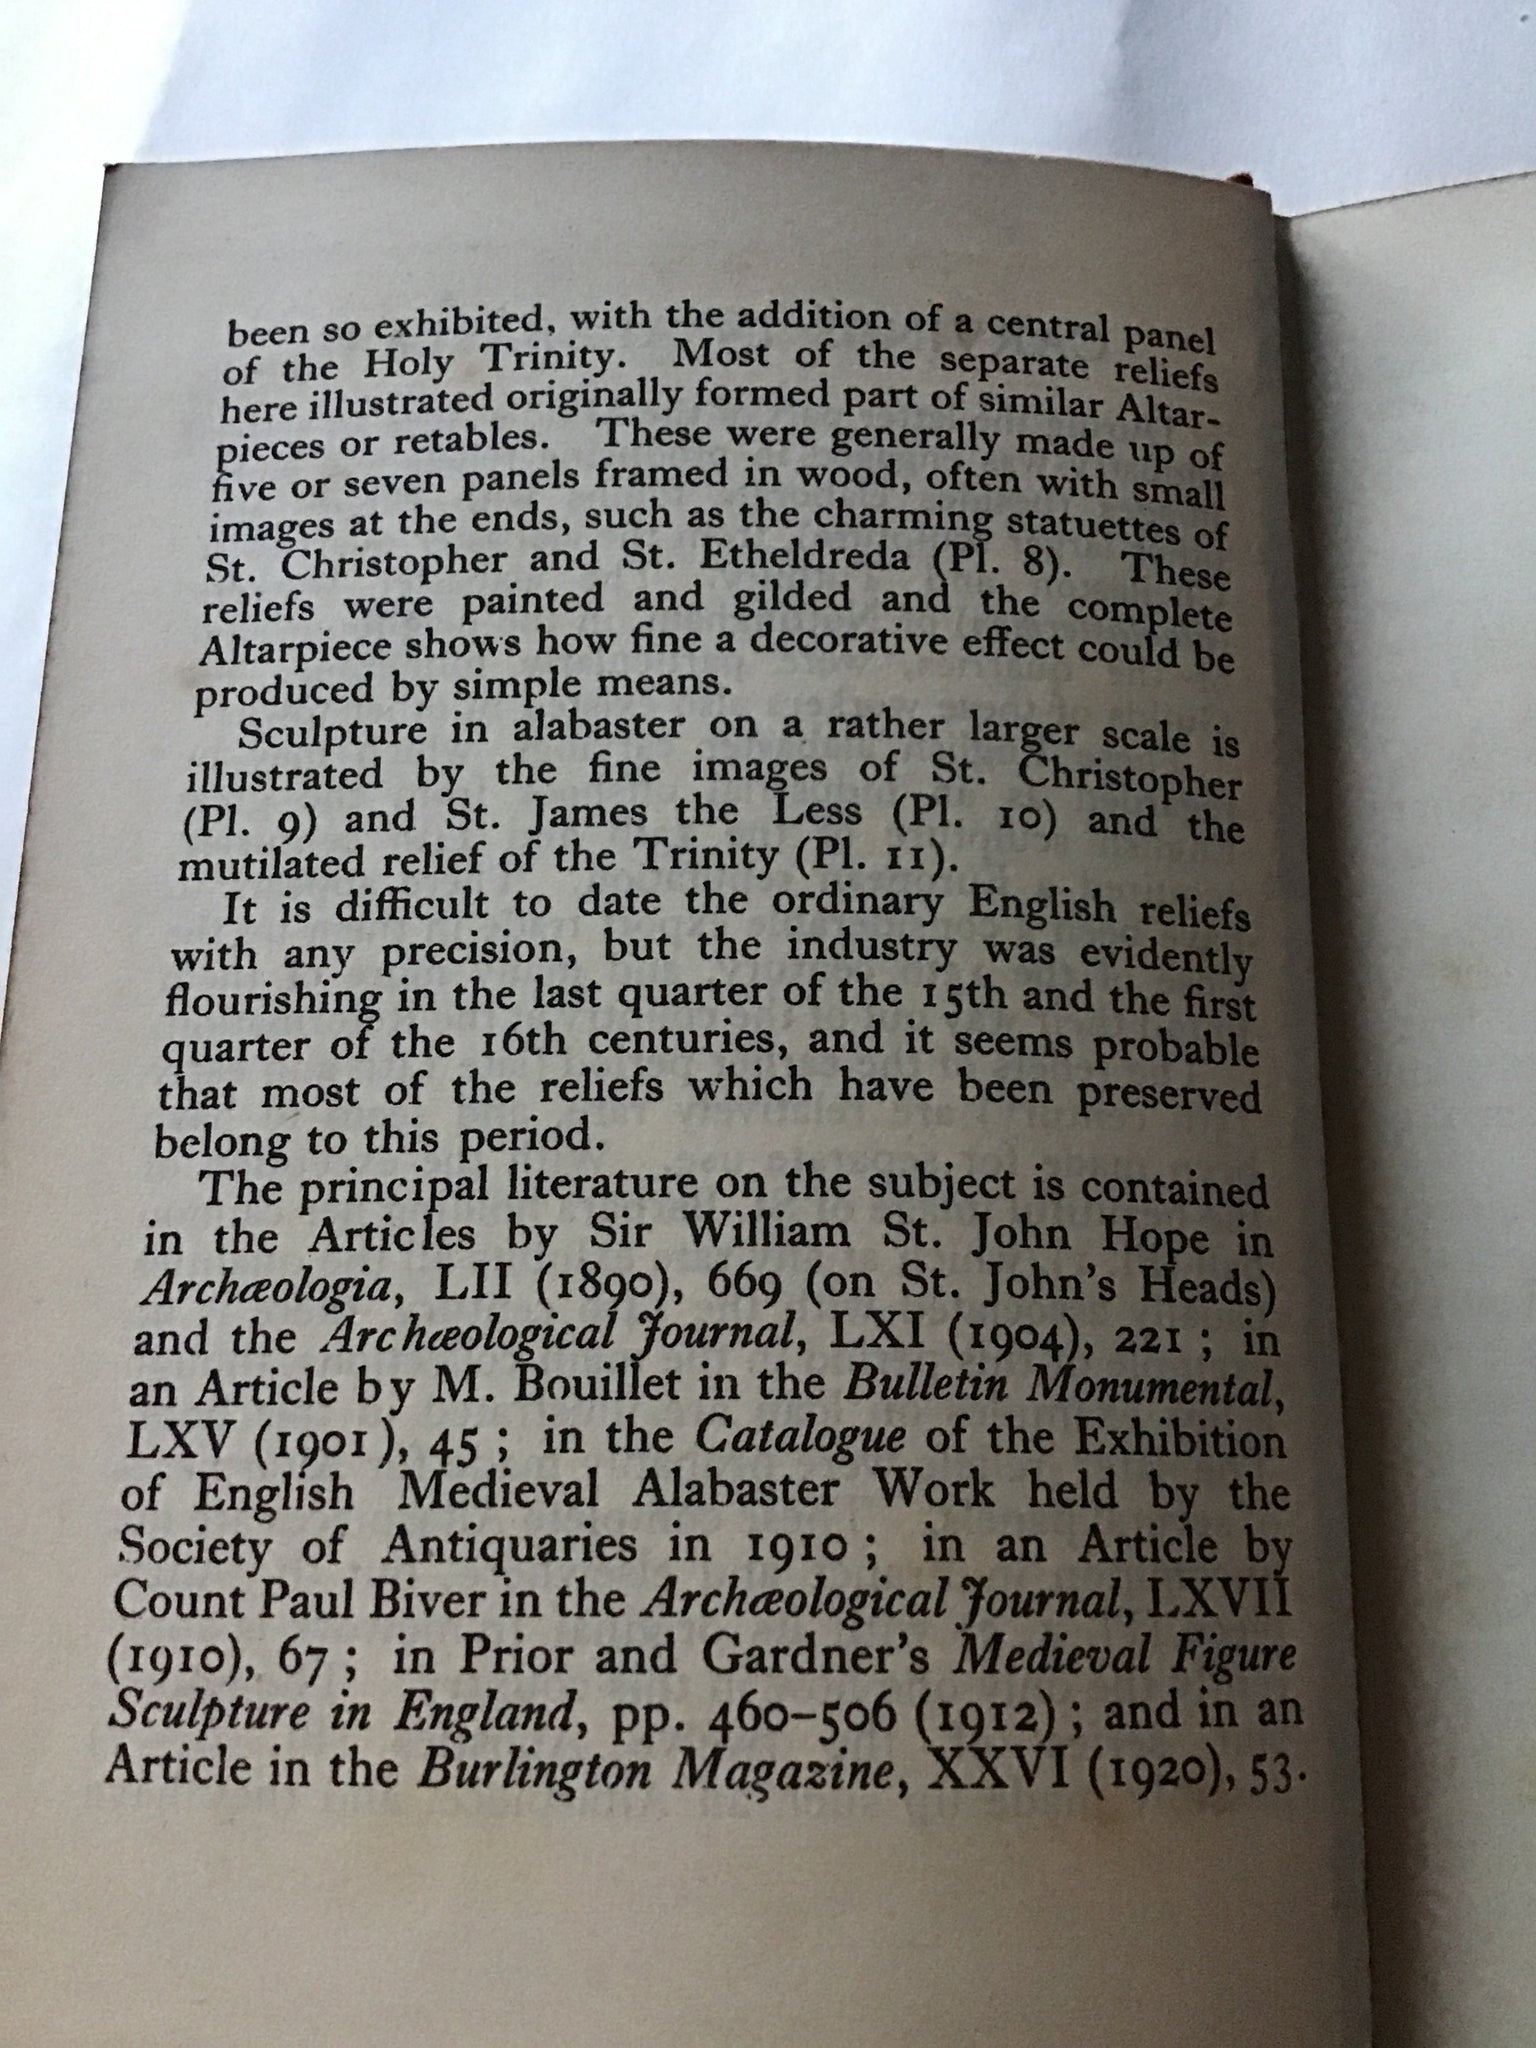 been so exhibited, with the addition of a central panel
of the Holy Trinity. Most of the separate reliefs
here illustrated originally formed part of similar Altar-
pieces or retables. These were generally made up of
five or seven panels framed in wood, often with small
images at the ends, such as the charming statuettes of
St. Christopher and St. Etheldreda (Pl. 8). These
reliefs were painted and gilded and the complete
Altarpiece shows how fine a decorative effect could be
produced by simple means.
Sculpture in alabaster on a rather larger scale is
illustrated by the fine images of St. Christopher
(Pl. 9) and St. James the Less (Pl. 10) and the
mutilated relief of the Trinity (Pl. 11).
It is difficult to date the ordinary English reliefs
with any precision, but the industry was evidently
flourishing in the last quarter of the 15th and the first
quarter of the 16th centuries, and it seems probable
that most of the reliefs which have been preserved
belong to this period.
The principal literature on the subject is contained
in the Articles by Sir William St. John Hope in
Archæologia, LII (1890), 669 (on St. John's Heads)
and the Archæological Journal, LXI (1904), 221 ; in
an Article by M. Bouillet in the Bulletin Monumental,
LXV (1901), 45 ; in the Catalogue of the Exhibition
of English Medieval Alabaster Work held by the
Society of Antiquaries in 1910 ; in an Article by
Count Paul Biver in the Archæological Journal, LXVII
(1910), 67 ; in Prior and Gardner's Medieval Figure
Sculpture in England, pp. 460–506 (1912) ; and in an
Article in the Burlington Magazine, XXVI (1920), 53.